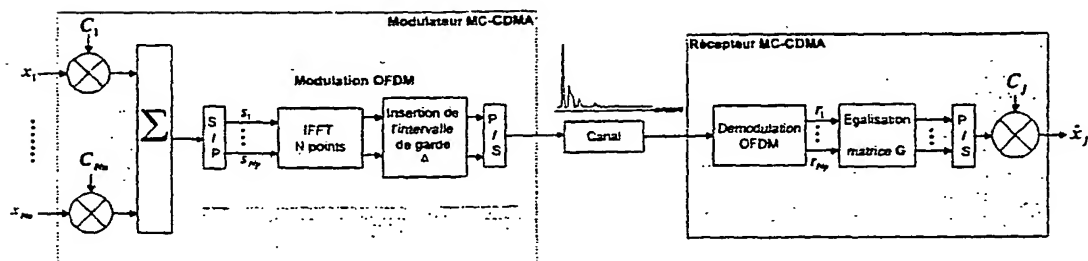 Modulateur MC-CDMA
Récepteur MC-CDMA
Modulation OFDM
C1
x1
CNu
xNu
Σ
S
/
P
s1
sNp
IFFT
N points
Insertion de
l'intervalle
de garde
Δ
P
/
S
Canal
Démodulation
OFDM
r1
rNp
Egalisation
matrice G
P
/
S
Cj
x̂j